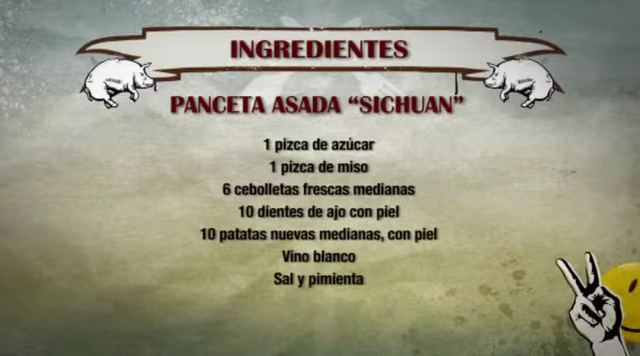 INGREDIENTES
PANCETA ASADA “SICHUAN”
1 pizca de azúcar
1 pizca de miso
6 cebolletas frescas medianas
10 dientes de ajo con piel
10 patatas nuevas medianas, con piel
Vino blanco
Sal y pimienta